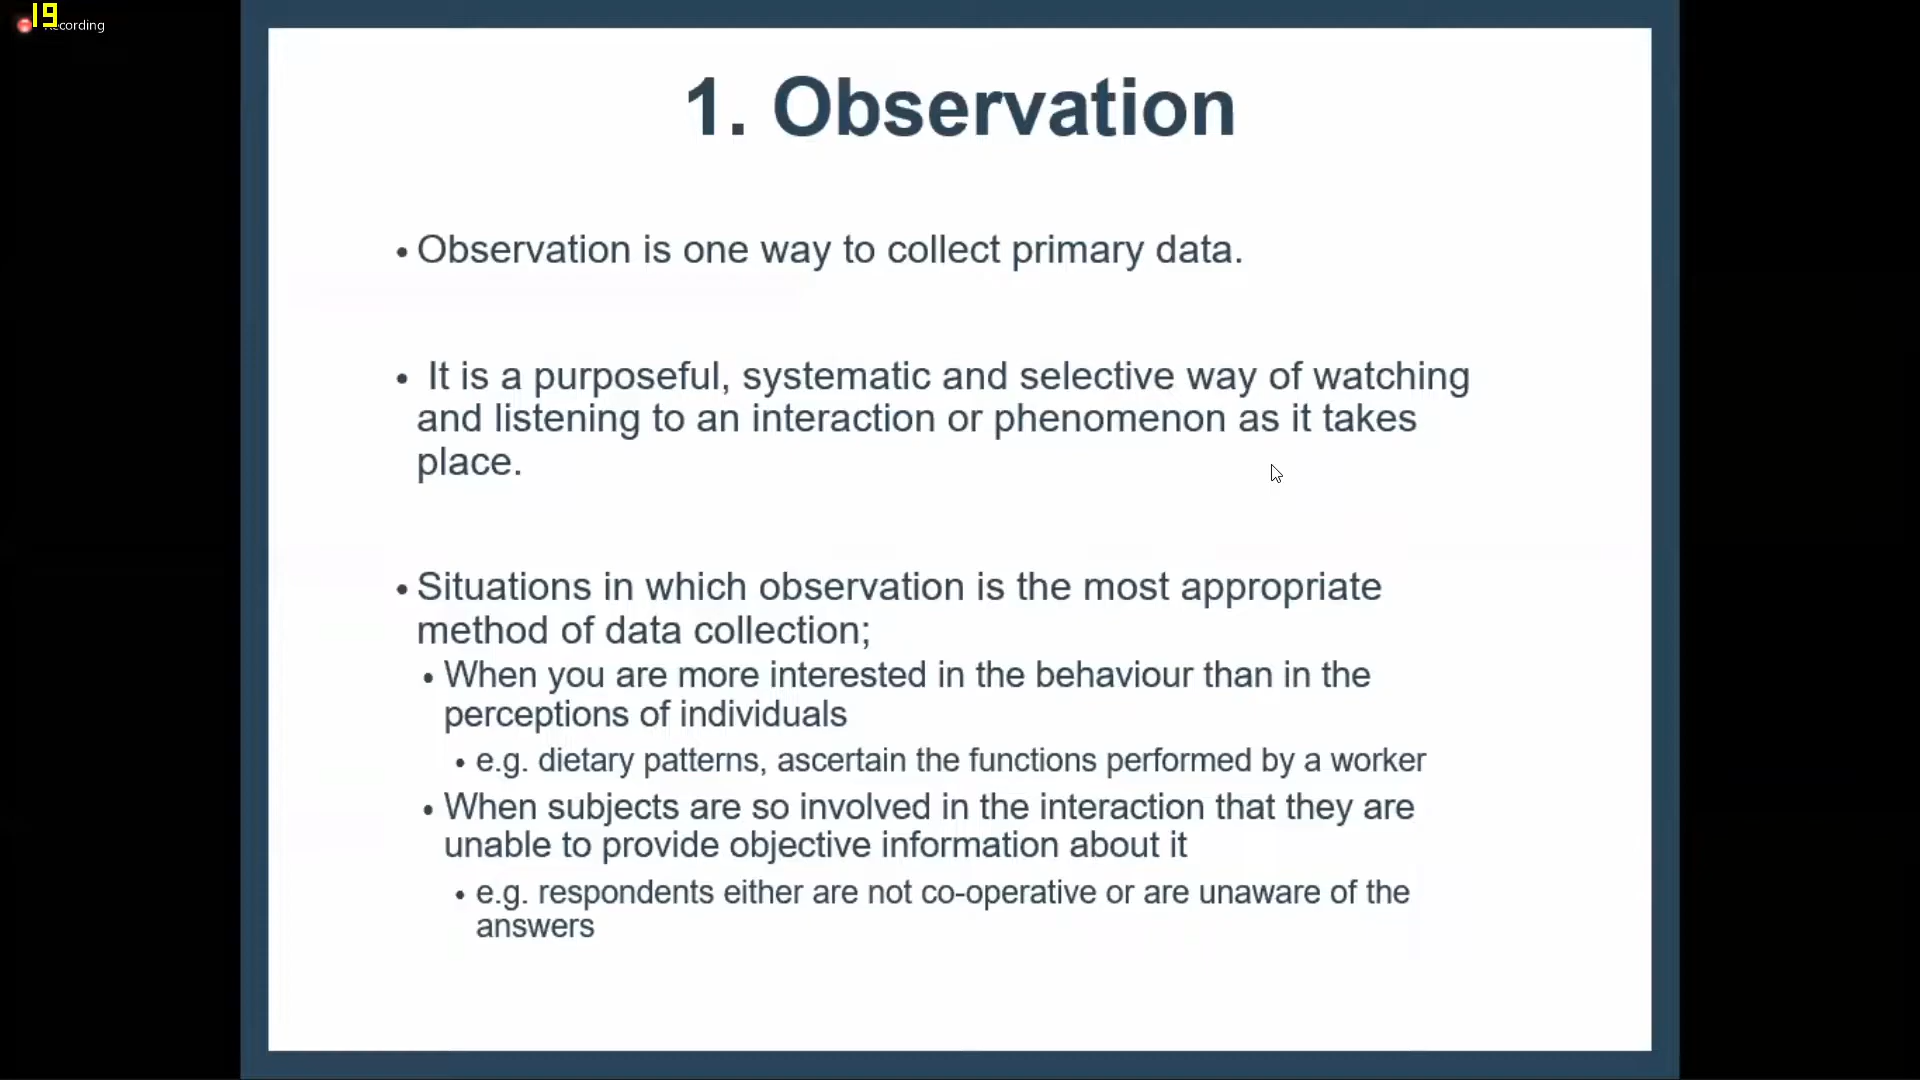 19
Recording
1. Observation
• Observation is one way to collect primary data.
• It is a purposeful, systematic and selective way of watching
and listening to an interaction or phenomenon as it takes
place.
• Situations in which observation is the most appropriate
method of data collection;
• When you are more interested in the behaviour than in the
perceptions of individuals
• e.g. dietary patterns, ascertain the functions performed by a worker
• When subjects are so involved in the interaction that they are
unable to provide objective information about it
• e.g. respondents either are not co-operative or are unaware of the
answers